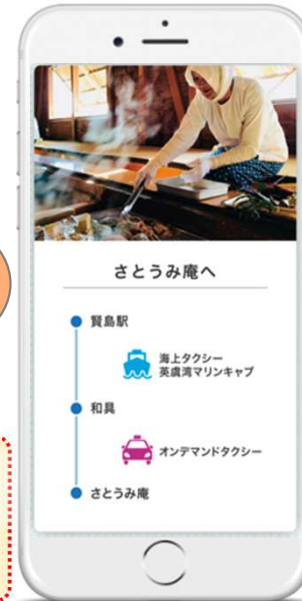 さとうみ庵へ
賢島駅
海上タクシー
英虞湾マリンキャブ
和具
オンデマンドタクシー
さとうみ庵